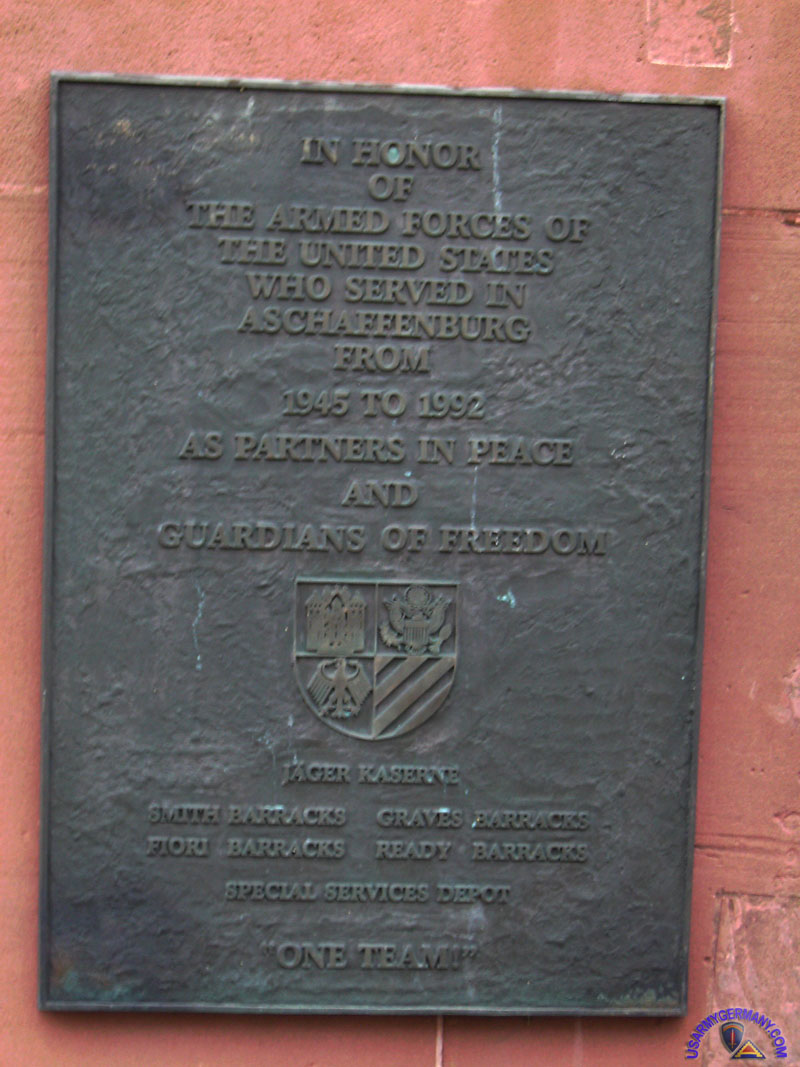 IN HONOR
OF
THE ARMED FORCES OF
THE UNITED STATES
WHO SERVED IN
ASCHAFFENBURG
FROM
1945 TO 1992
AS PARTNERS IN PEACE
AND
GUARDIANS OF FREEDOM
JÄGER KASERNE
SMITH BARRACKS GRAVES BARRACKS
FIORI BARRACKS READY BARRACKS
SPECIAL SERVICES DEPOT
"ONE TEAM!"
USARMYGERMANY.COM